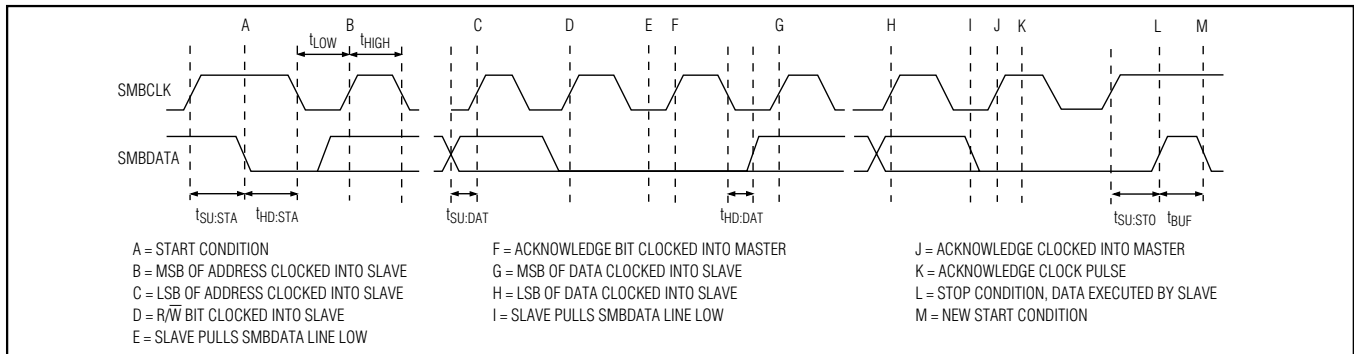 A B C D E F G H I J K L M
tLOW tHIGH
SMBCLK
SMBDATA
tSU:STA tHD:STA tSU:DAT tHD:DAT tSU:STO tBUF
A = START CONDITION
B = MSB OF ADDRESS CLOCKED INTO SLAVE
C = LSB OF ADDRESS CLOCKED INTO SLAVE
D = R/W̅ BIT CLOCKED INTO SLAVE
E = SLAVE PULLS SMBDATA LINE LOW
F = ACKNOWLEDGE BIT CLOCKED INTO MASTER
G = MSB OF DATA CLOCKED INTO SLAVE
H = LSB OF DATA CLOCKED INTO SLAVE
I = SLAVE PULLS SMBDATA LINE LOW
J = ACKNOWLEDGE CLOCKED INTO MASTER
K = ACKNOWLEDGE CLOCK PULSE
L = STOP CONDITION, DATA EXECUTED BY SLAVE
M = NEW START CONDITION